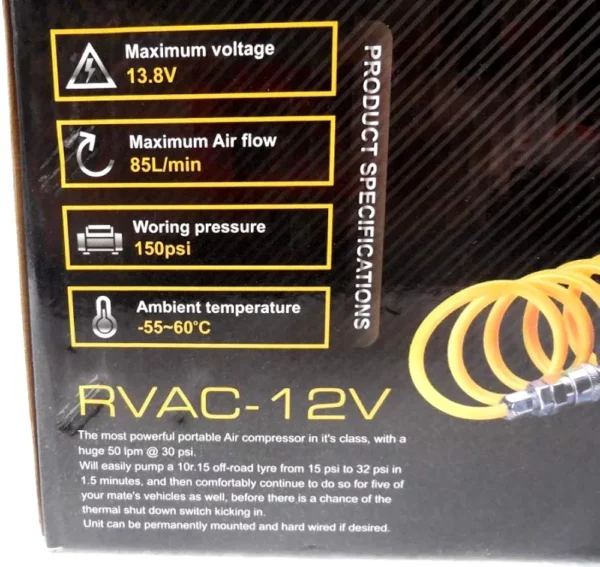 Maximum voltage
13.8V
Maximum Air flow
85L/min
Woring pressure
150psi
Ambient temperature
-55~60°C
PRODUCT SPECIFICATIONS
RVAC-12V
The most powerful portable Air compressor in it's class, with a
huge 50 lpm @ 30 psi.
Will easily pump a 10r.15 off-road tyre from 15 psi to 32 psi in
1.5 minutes, and then comfortably continue to do so for five of
your mate's vehicles as well, before there is a chance of the
thermal shut down switch kicking in.
Unit can be permanently mounted and hard wired if desired.